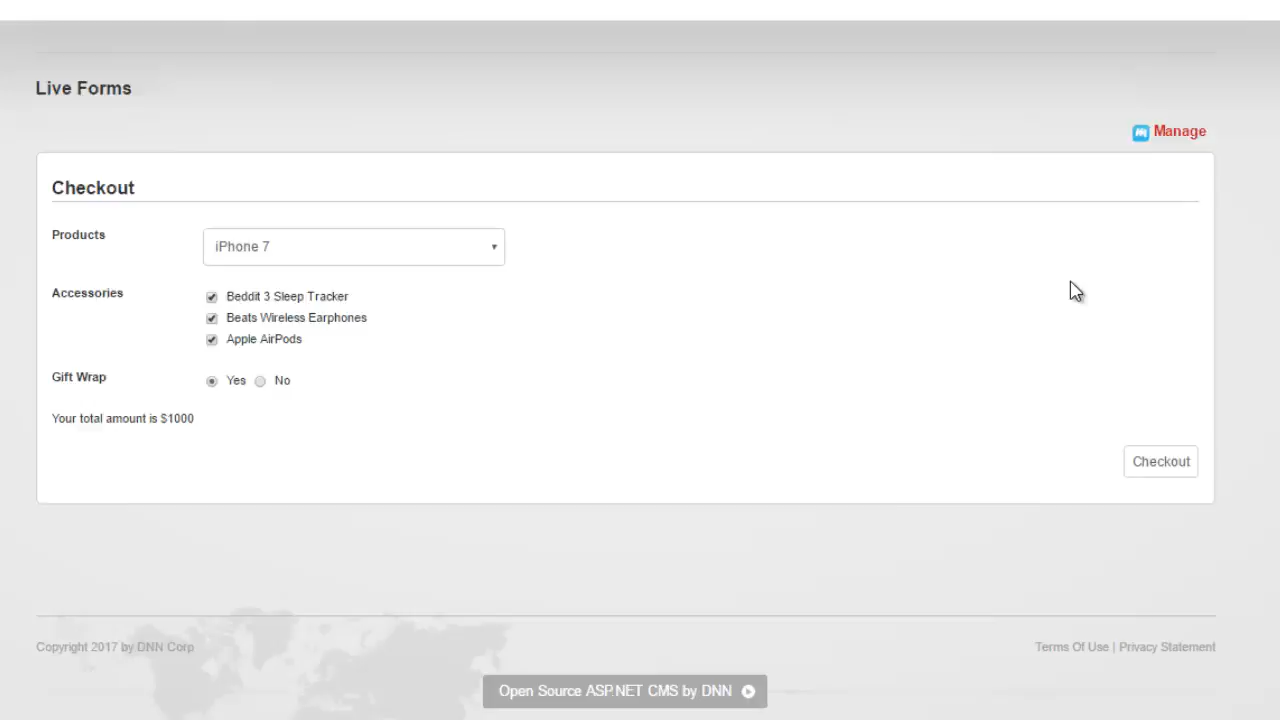 Live Forms
Manage
Checkout
Products
iPhone 7
Accessories
Beddit 3 Sleep Tracker
Beats Wireless Earphones
Apple AirPods
Gift Wrap
Yes No
Your total amount is $1000
Checkout
Copyright 2017 by DNN Corp
Terms Of Use | Privacy Statement
Open Source ASP.NET CMS by DNN